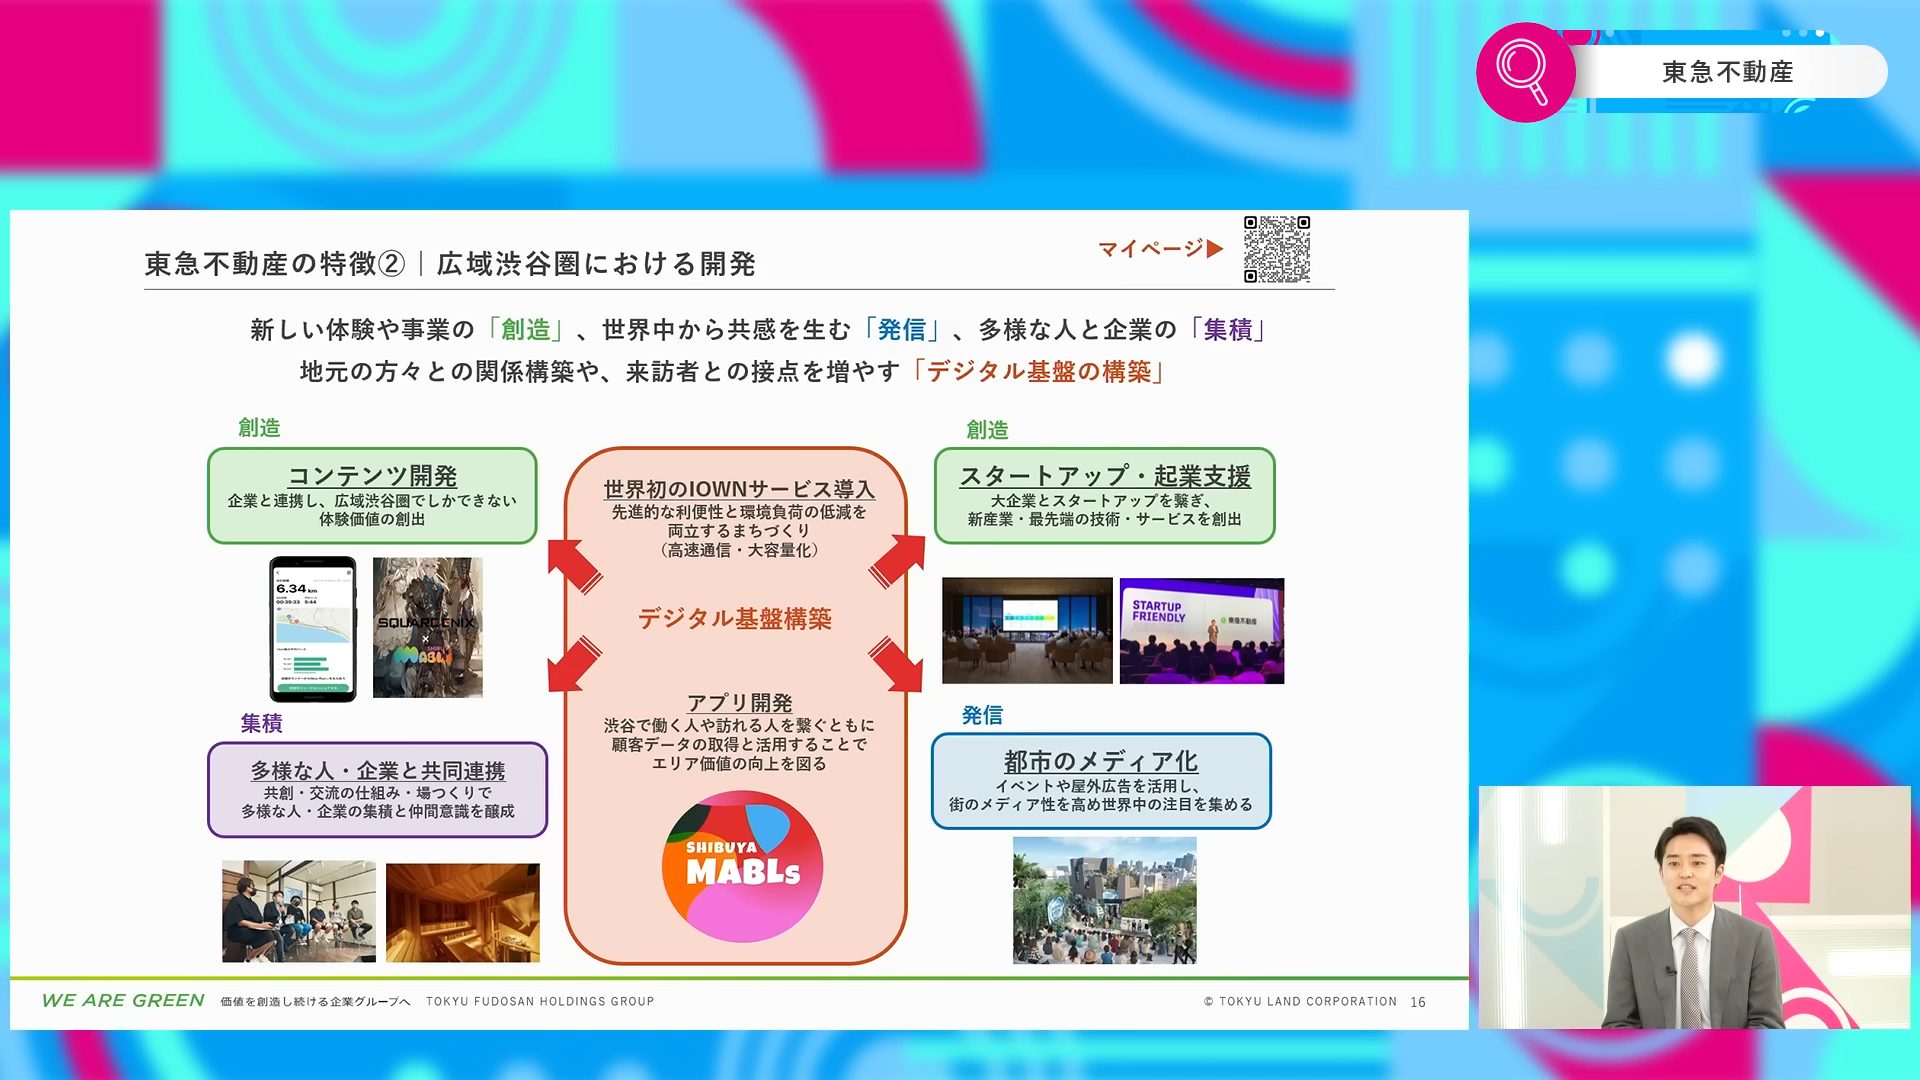 東急不動産
東急不動産の特徴②｜広域渋谷圏における開発
マイページ▶
新しい体験や事業の「創造」、世界中から共感を生む「発信」、多様な人と企業の「集積」
地元の方々との関係構築や、来訪者との接点を増やす「デジタル基盤の構築」
創造
コンテンツ開発
企業と連携し、広域渋谷圏でしかできない
体験価値の創出
6.34 km
SQUARE ENIX
×
SHIBUYA
MABLs
集積
多様な人・企業と共同連携
共創・交流の仕組み・場つくりで
多様な人・企業の集積と仲間意識を醸成
世界初のIOWNサービス導入
先進的な利便性と環境負荷の低減を
両立するまちづくり
（高速通信・大容量化）
デジタル基盤構築
アプリ開発
渋谷で働く人や訪れる人を繋ぐともに
顧客データの取得と活用することで
エリア価値の向上を図る
SHIBUYA
MABLs
創造
スタートアップ・起業支援
大企業とスタートアップを繋ぎ、
新産業・最先端の技術・サービスを創出
STARTUP
FRIENDLY
東急不動産
発信
都市のメディア化
イベントや屋外広告を活用し、
街のメディア性を高め世界中の注目を集める
WE ARE GREEN 価値を創造し続ける企業グループへ TOKYU FUDOSAN HOLDINGS GROUP
© TOKYU LAND CORPORATION 16